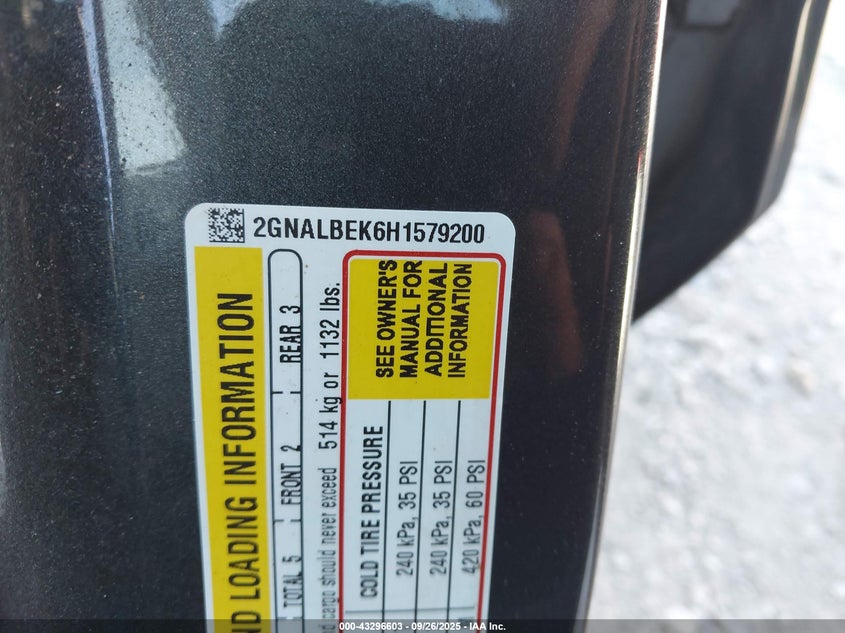 2GNALBEK6H1579200
ND LOADING INFORMATION
TOTAL 5 FRONT 2 REAR 3
d cargo should never exceed 514 kg or 1132 lbs.
COLD TIRE PRESSURE
240 kPa, 35 PSI
240 kPa, 35 PSI
420 kPa, 60 PSI
SEE OWNER'S
MANUAL FOR
ADDITIONAL
INFORMATION
000-43296603 - 09/26/2025 - IAA Inc.